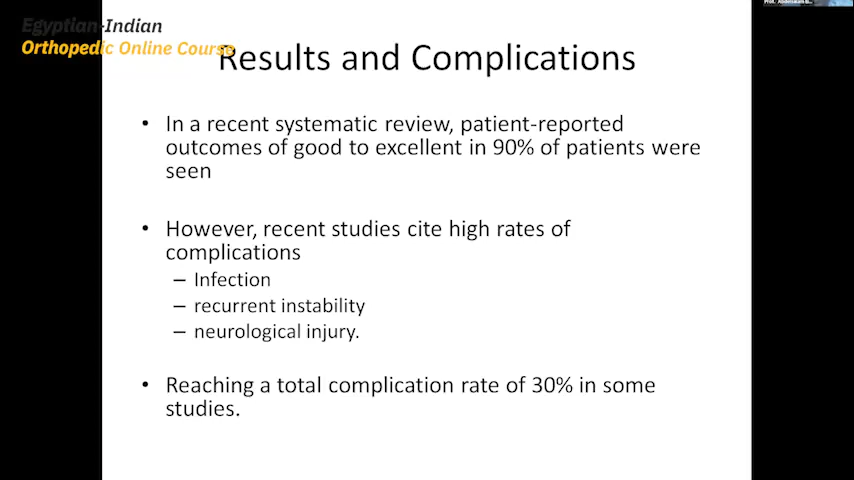 Egyptian-Indian
Orthopedic Online Course
Results and Complications
• In a recent systematic review, patient-reported
outcomes of good to excellent in 90% of patients were
seen
• However, recent studies cite high rates of
complications
– Infection
– recurrent instability
– neurological injury.
• Reaching a total complication rate of 30% in some
studies.